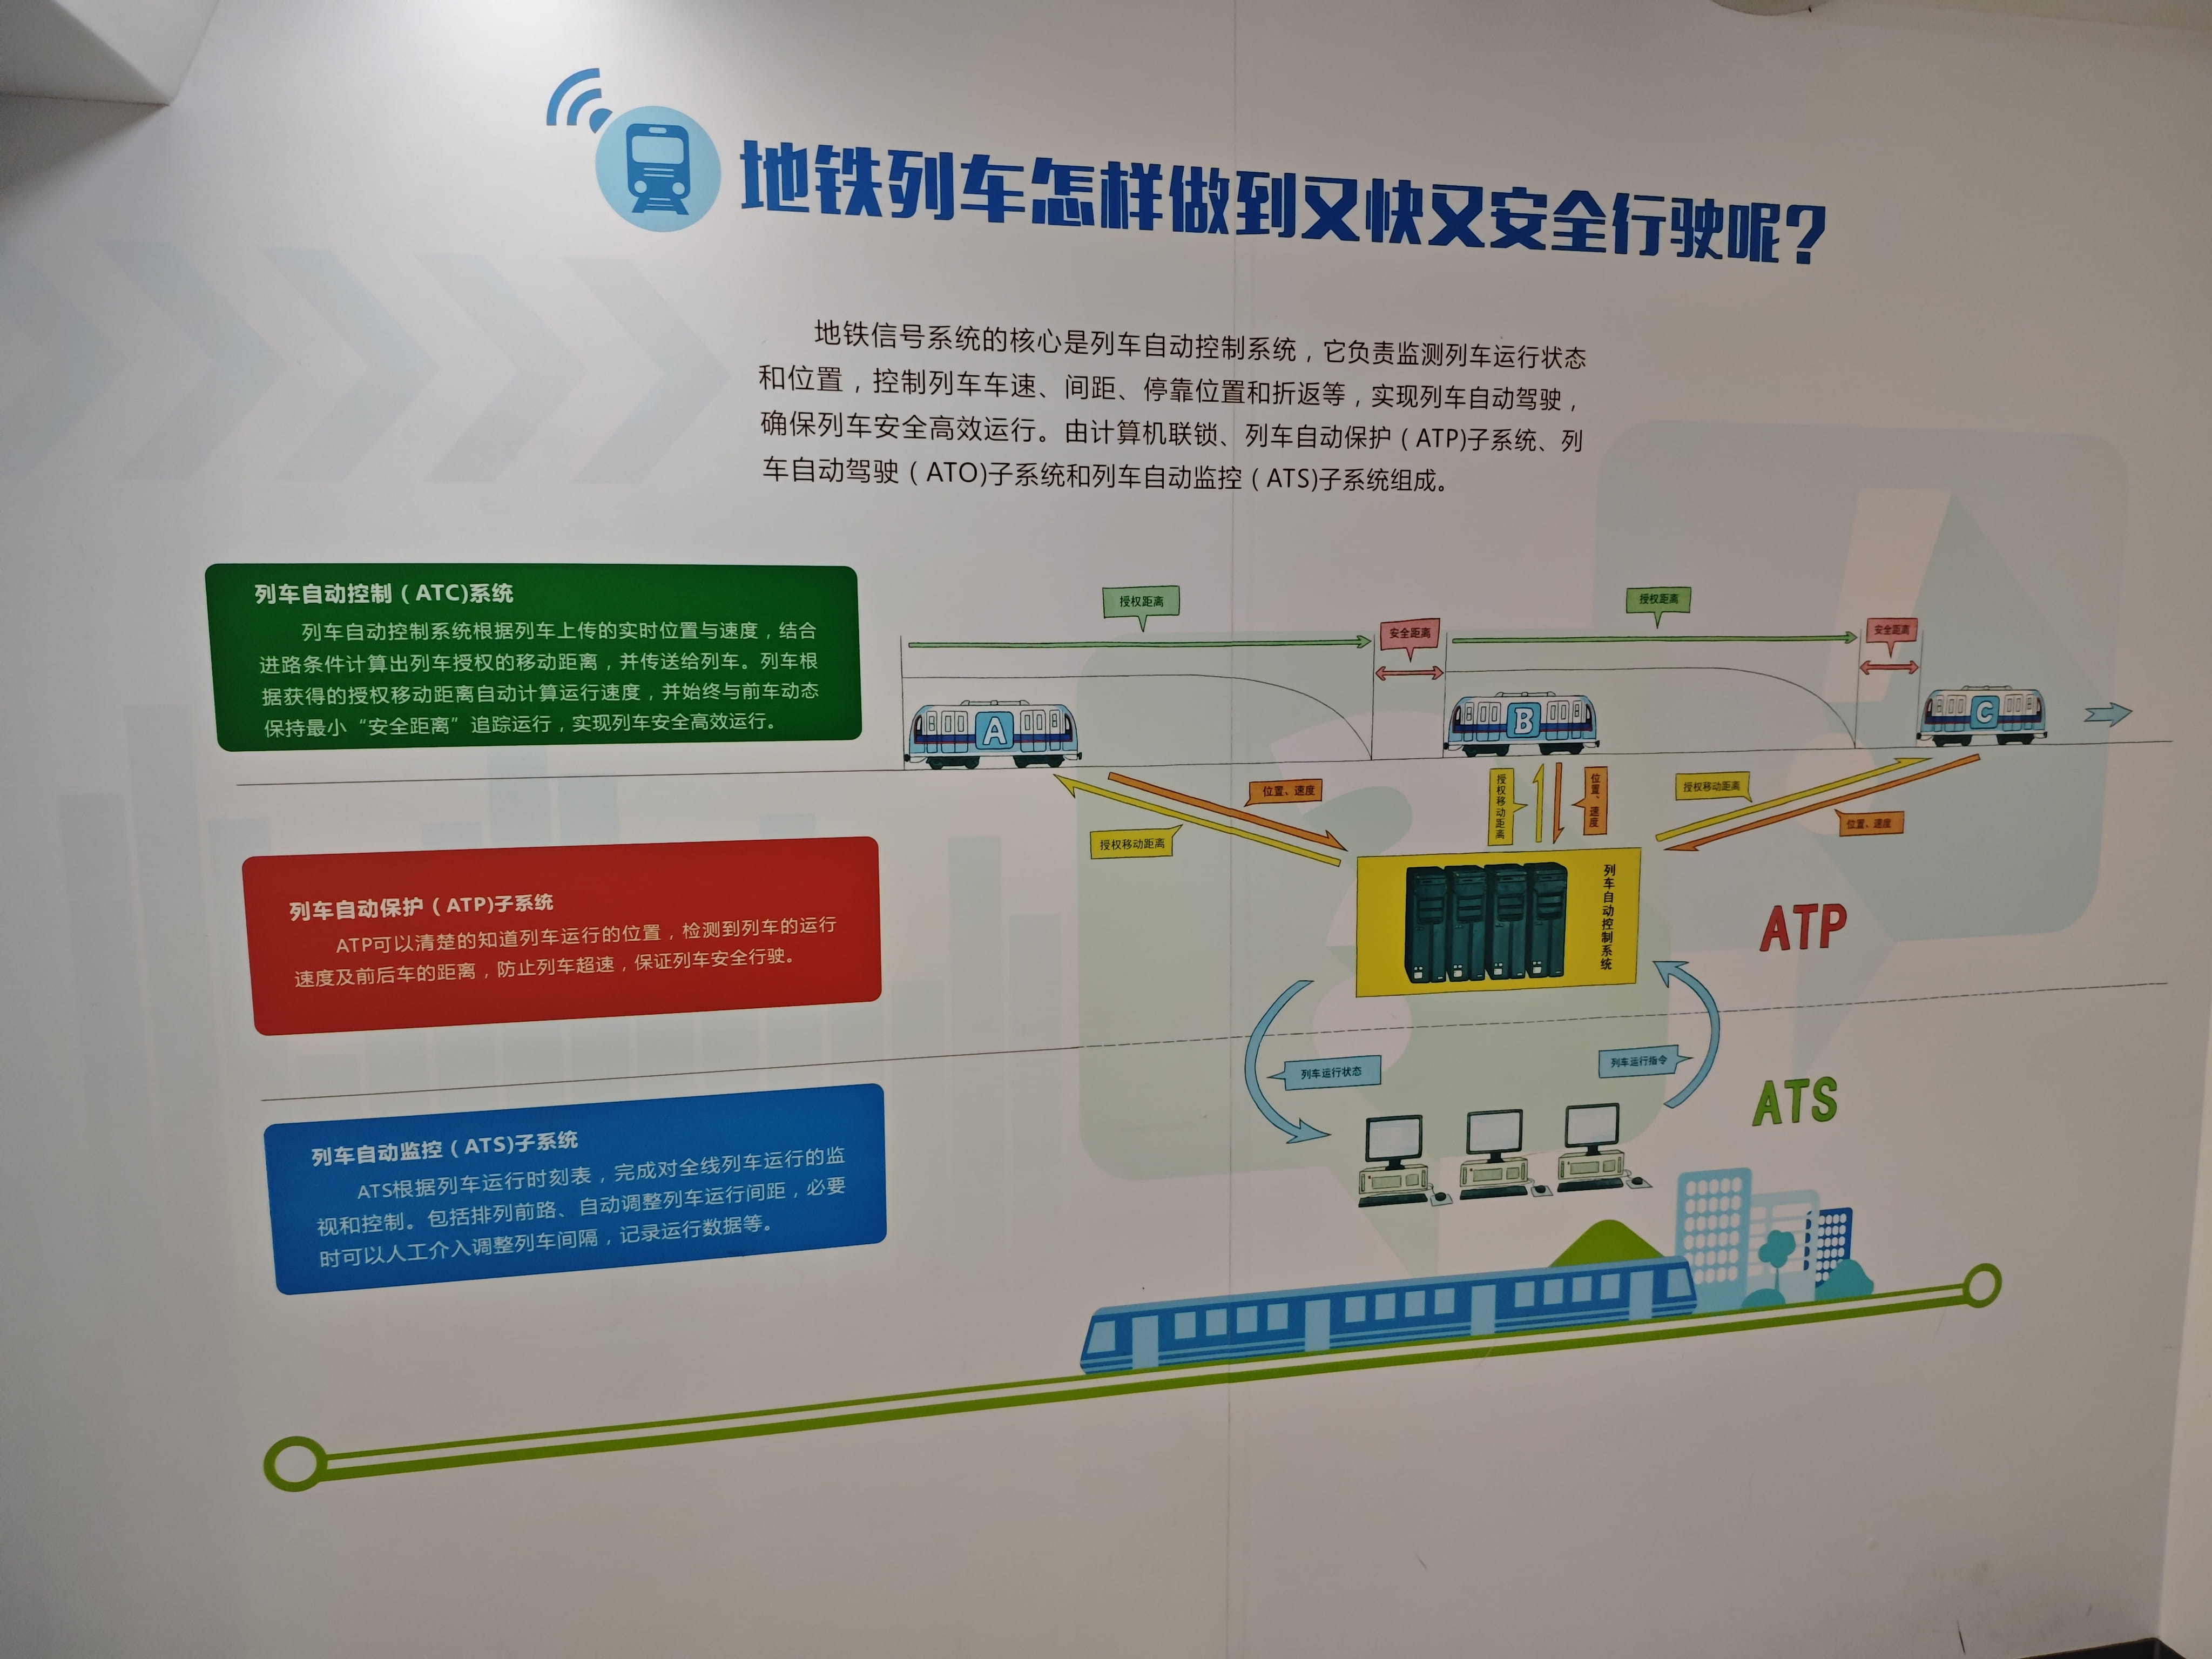 地铁列车怎样做到又快又安全行驶呢?
地铁信号系统的核心是列车自动控制系统，它负责监测列车运行状态
和位置，控制列车车速、间距、停靠位置和折返等，实现列车自动驾驶，
确保列车安全高效运行。由计算机联锁、列车自动保护（ATP)子系统、列
车自动驾驶（ATO)子系统和列车自动监控（ATS)子系统组成。
列车自动控制（ATC)系统
列车自动控制系统根据列车上传的实时位置与速度，结合
进路条件计算出列车授权的移动距离，并传送给列车。列车根
据获得的授权移动距离自动计算运行速度，并始终与前车动态
保持最小“安全距离”追踪运行，实现列车安全高效运行。
授权距离
安全距离
授权距离
安全距离
A
B
C
位置、速度
授权移动距离
授权移动距离
位置、速度
授权移动距离
位置、速度
列车自动保护（ATP)子系统
ATP可以清楚的知道列车运行的位置，检测到列车的运行
速度及前后车的距离，防止列车超速，保证列车安全行驶。
列车自动控制系统
ATP
列车自动监控（ATS)子系统
ATS根据列车运行时刻表，完成对全线列车运行的监
视和控制。包括排列前路、自动调整列车运行间距，必要
时可以人工介入调整列车间隔，记录运行数据等。
列车运行状态
列车运行指令
ATS